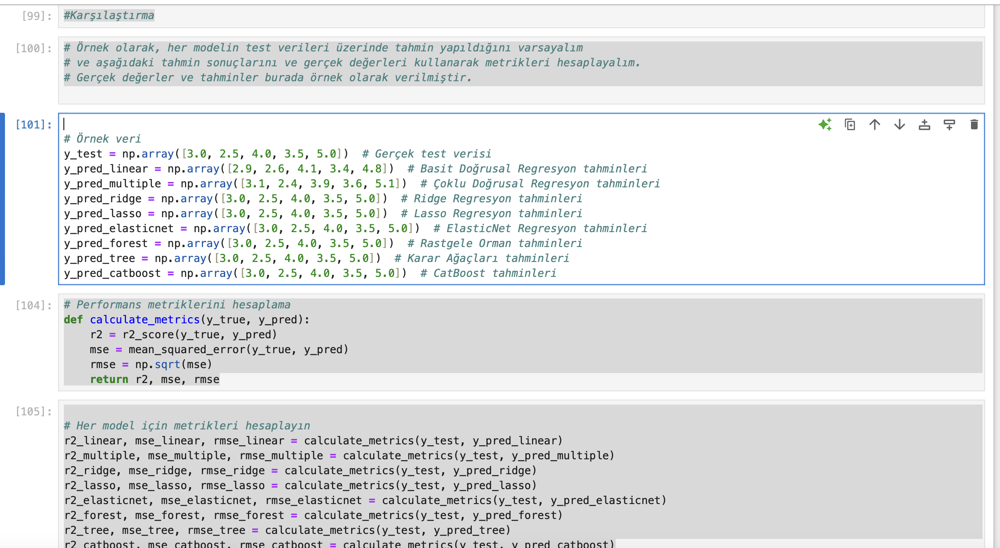 [99]: #Karşılaştırma
[100]: # Örnek olarak, her modelin test verileri üzerinde tahmin yapıldığını varsayalım
# ve aşağıdaki tahmin sonuçlarını ve gerçek değerleri kullanarak metrikleri hesaplayalım.
# Gerçek değerler ve tahminler burada örnek olarak verilmiştir.
[101]:
# Örnek veri
y_test = np.array([3.0, 2.5, 4.0, 3.5, 5.0])  # Gerçek test verisi
y_pred_linear = np.array([2.9, 2.6, 4.1, 3.4, 4.8])  # Basit Doğrusal Regresyon tahminleri
y_pred_multiple = np.array([3.1, 2.4, 3.9, 3.6, 5.1])  # Çoklu Doğrusal Regresyon tahminleri
y_pred_ridge = np.array([3.0, 2.5, 4.0, 3.5, 5.0])  # Ridge Regresyon tahminleri
y_pred_lasso = np.array([3.0, 2.5, 4.0, 3.5, 5.0])  # Lasso Regresyon tahminleri
y_pred_elasticnet = np.array([3.0, 2.5, 4.0, 3.5, 5.0])  # ElasticNet Regresyon tahminleri
y_pred_forest = np.array([3.0, 2.5, 4.0, 3.5, 5.0])  # Rastgele Orman tahminleri
y_pred_tree = np.array([3.0, 2.5, 4.0, 3.5, 5.0])  # Karar Ağaçları tahminleri
y_pred_catboost = np.array([3.0, 2.5, 4.0, 3.5, 5.0])  # CatBoost tahminleri
[104]: # Performans metriklerini hesaplama
def calculate_metrics(y_true, y_pred):
    r2 = r2_score(y_true, y_pred)
    mse = mean_squared_error(y_true, y_pred)
    rmse = np.sqrt(mse)
    return r2, mse, rmse
[105]:
# Her model için metrikleri hesaplayın
r2_linear, mse_linear, rmse_linear = calculate_metrics(y_test, y_pred_linear)
r2_multiple, mse_multiple, rmse_multiple = calculate_metrics(y_test, y_pred_multiple)
r2_ridge, mse_ridge, rmse_ridge = calculate_metrics(y_test, y_pred_ridge)
r2_lasso, mse_lasso, rmse_lasso = calculate_metrics(y_test, y_pred_lasso)
r2_elasticnet, mse_elasticnet, rmse_elasticnet = calculate_metrics(y_test, y_pred_elasticnet)
r2_forest, mse_forest, rmse_forest = calculate_metrics(y_test, y_pred_forest)
r2_tree, mse_tree, rmse_tree = calculate_metrics(y_test, y_pred_tree)
r2_catboost, mse_catboost, rmse_catboost = calculate_metrics(y_test, y_pred_catboost)